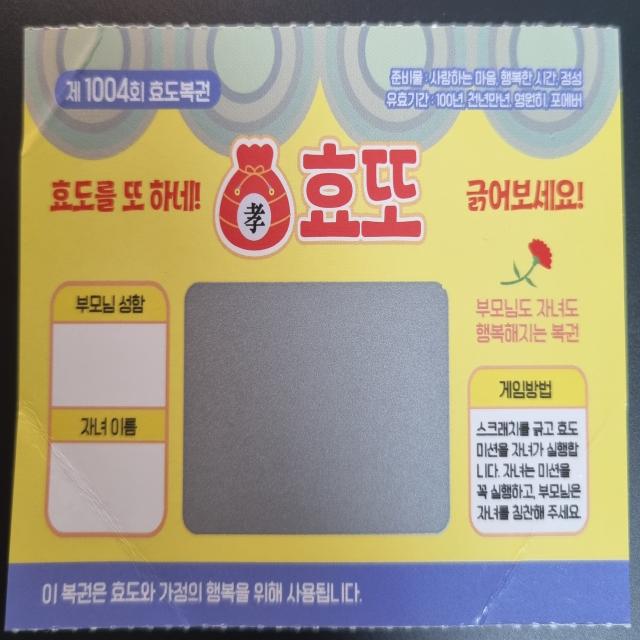 제 1004회 효도복권
준비물 : 사랑하는 마음, 행복한 시간, 정성
유효기간 : 100년, 천년만년, 영원히, 포에버
효도를 또 하네!
孝
효또
긁어보세요!
부모님도 자녀도
행복해지는 복권
부모님 성함
자녀 이름
게임방법
스크래치를 긁고 효도
미션을 자녀가 실행합
니다. 자녀는 미션을
꼭 실행하고, 부모님은
자녀를 칭찬해 주세요.
이 복권은 효도와 가정의 행복을 위해 사용됩니다.